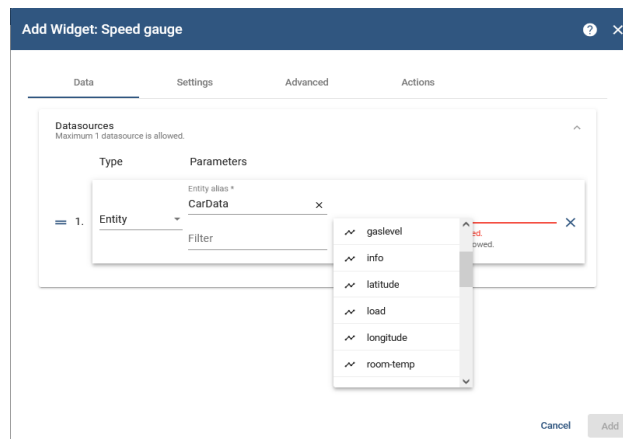 Add Widget: Speed gauge
Data Settings Advanced Actions
Datasources
Maximum 1 datasource is allowed.
Type Parameters
Entity alias *
CarData
1. Entity
Filter
gaslevel
info
latitude
load
longitude
room-temp
Cancel Add